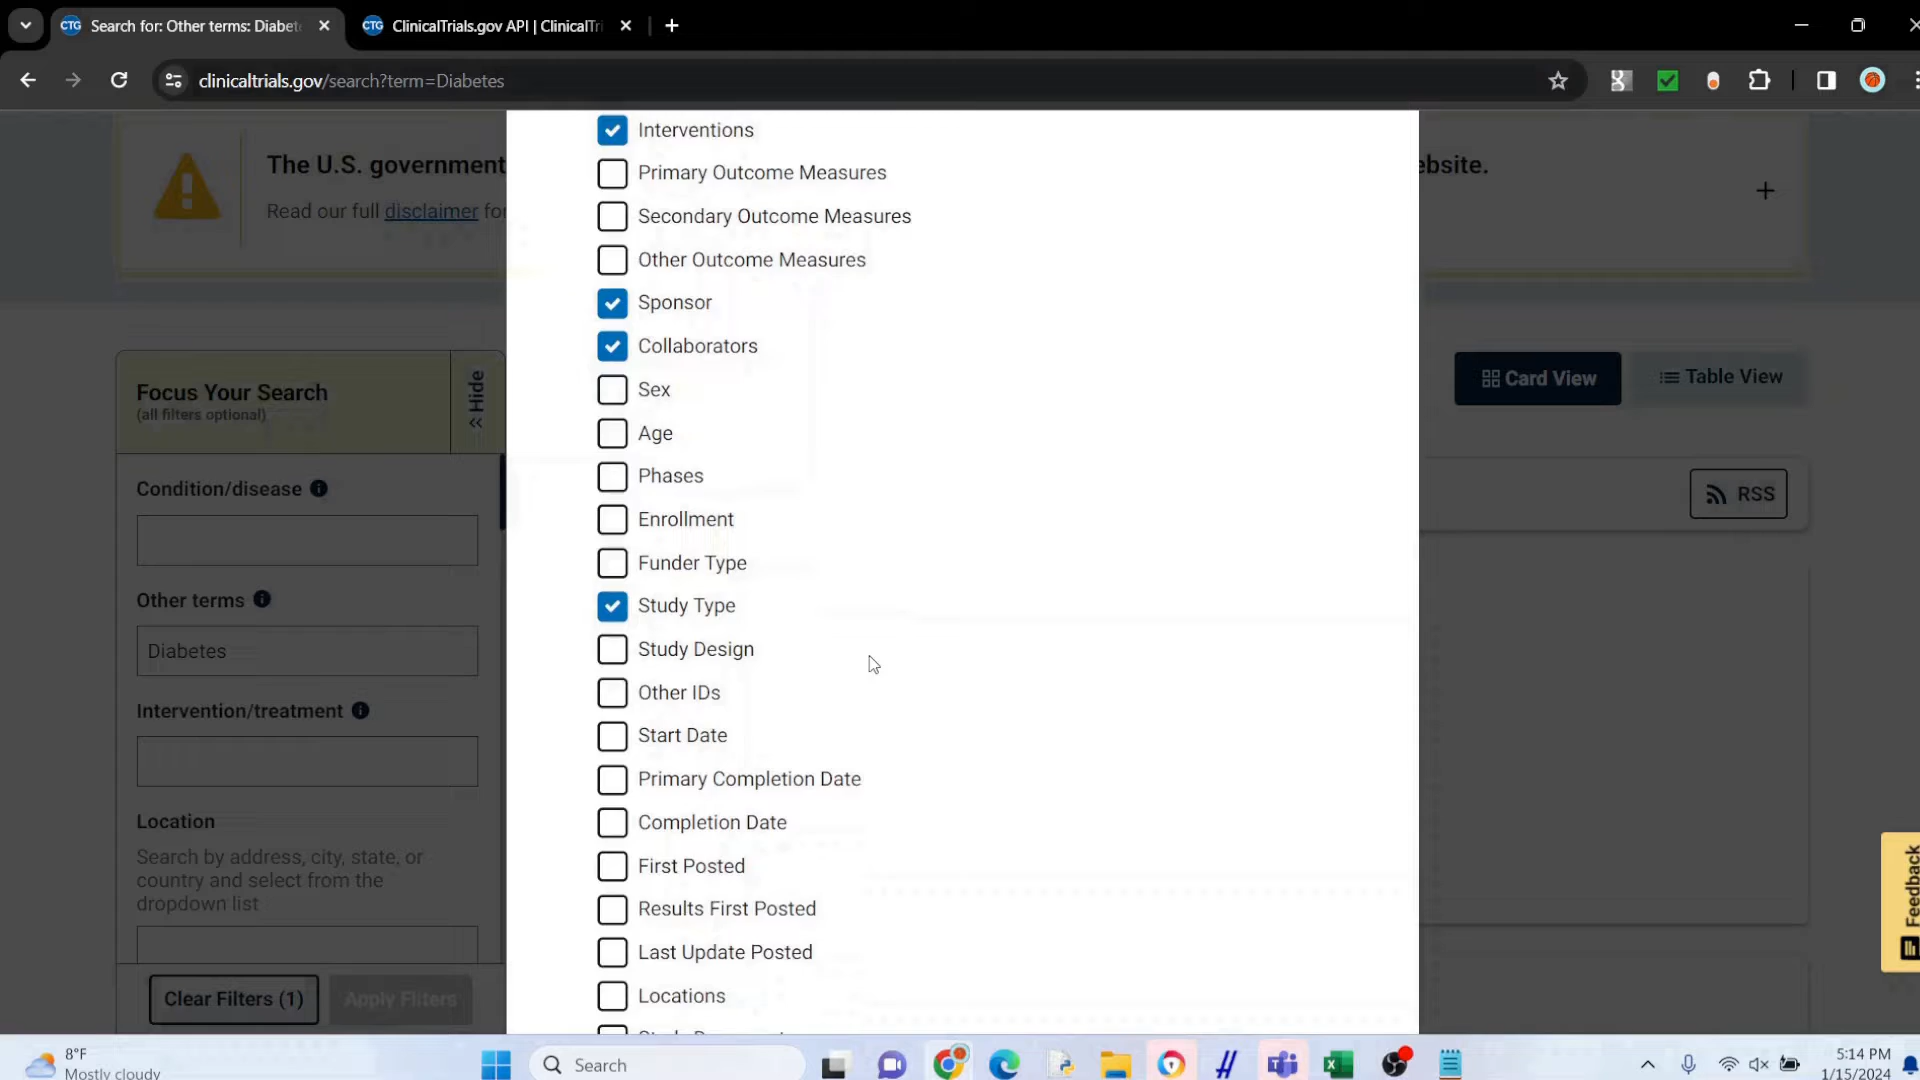 Search for: Other terms: Diabet
ClinicalTrials.gov API | ClinicalTri
clinicaltrials.gov/search?term=Diabetes
The U.S. government
ebsite.
Read our full disclaimer fo
Interventions
Primary Outcome Measures
Secondary Outcome Measures
Other Outcome Measures
Sponsor
Collaborators
Sex
Age
Phases
Enrollment
Funder Type
Study Type
Study Design
Other IDs
Start Date
Primary Completion Date
Completion Date
First Posted
Results First Posted
Last Update Posted
Locations
Focus Your Search
(all filters optional)
Hide
Condition/disease
Other terms
Diabetes
Intervention/treatment
Location
Search by address, city, state, or
country and select from the
dropdown list
Clear Filters (1)
Apply Filters
Card View
Table View
RSS
Feedback
8°F
Mostly cloudy
Search
5:14 PM
1/15/2024